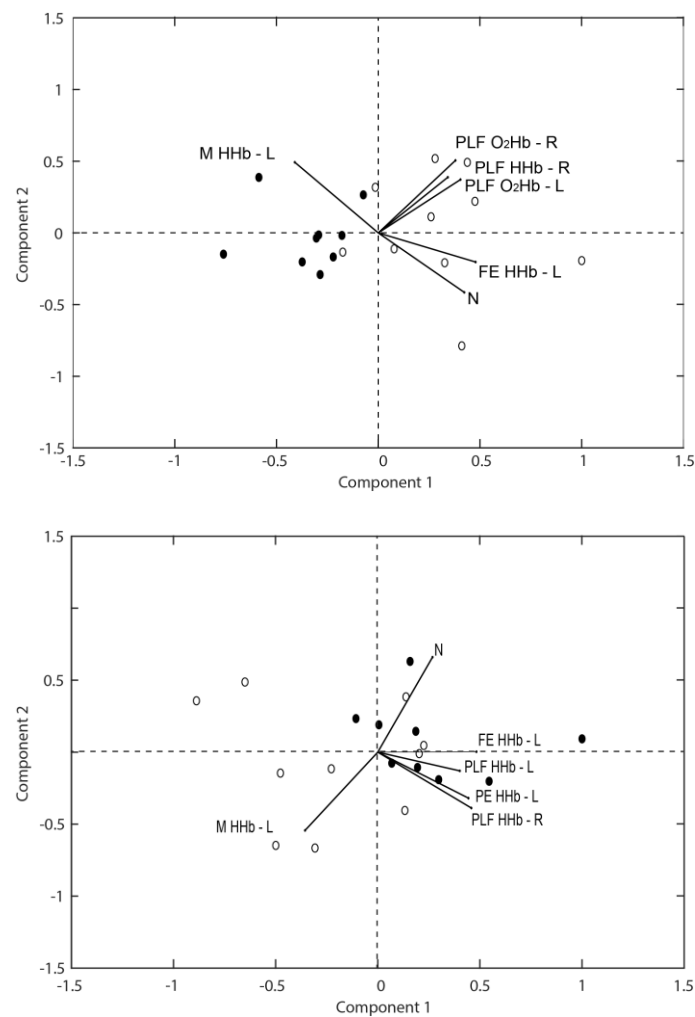 1.5
1
PLF O₂Hb - R
M HHb - L
0.5
PLF HHb - R
PLF O₂Hb - L
Component 2
0
FE HHb - L
-0.5
N
-1
-1.5
-1.5 -1 -0.5 0 0.5 1 1.5
Component 1
1.5
1
N
0.5
FE HHb - L
Component 2
0
PLF HHb - L
PE HHb - L
-0.5
PLF HHb - R
M HHb - L
-1
-1.5
-1.5 -1 -0.5 0 0.5 1 1.5
Component 1